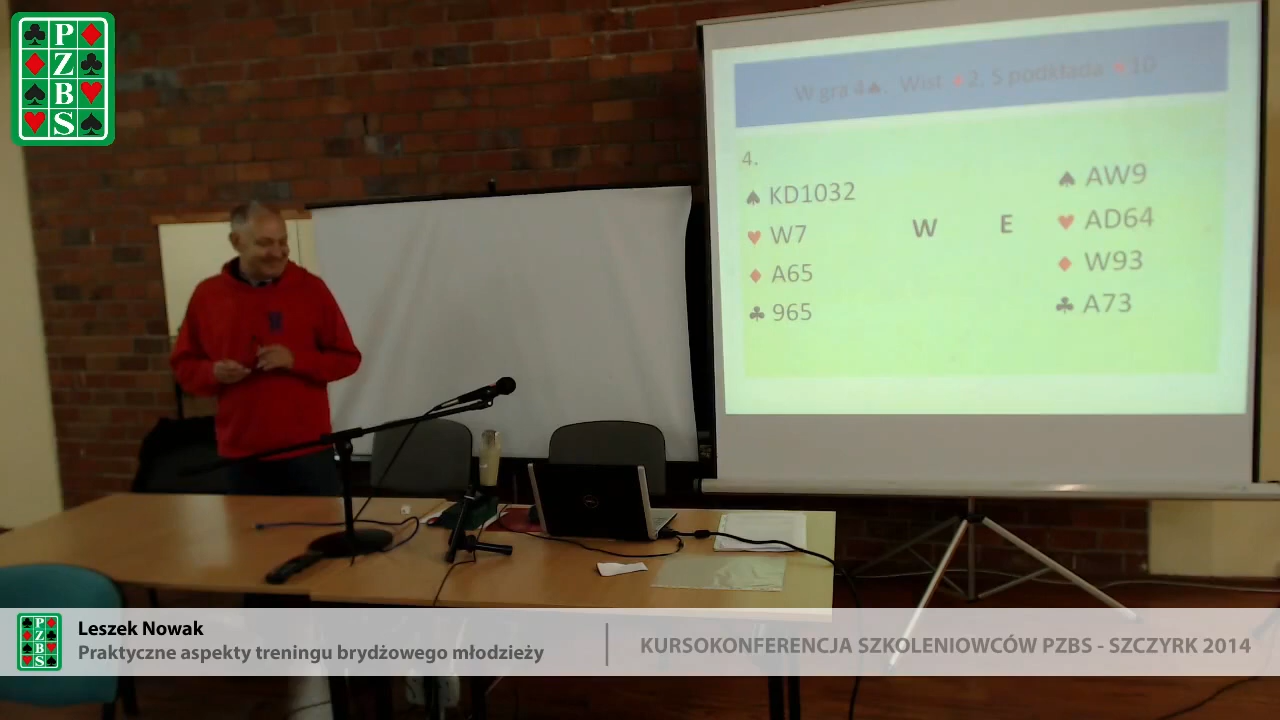 P
Z
B
S
W gra 4♠. Wist ♦2. S podkłada ♦10
4.
♠ KD1032
♥ W7
♦ A65
♣ 965
W E
♠ AW9
♥ AD64
♦ W93
♣ A73
P
Z
B
S
Leszek Nowak
Praktyczne aspekty treningu brydżowego młodzieży
KURSOKONFERENCJA SZKOLENIOWCÓW PZBS - SZCZYRK 2014